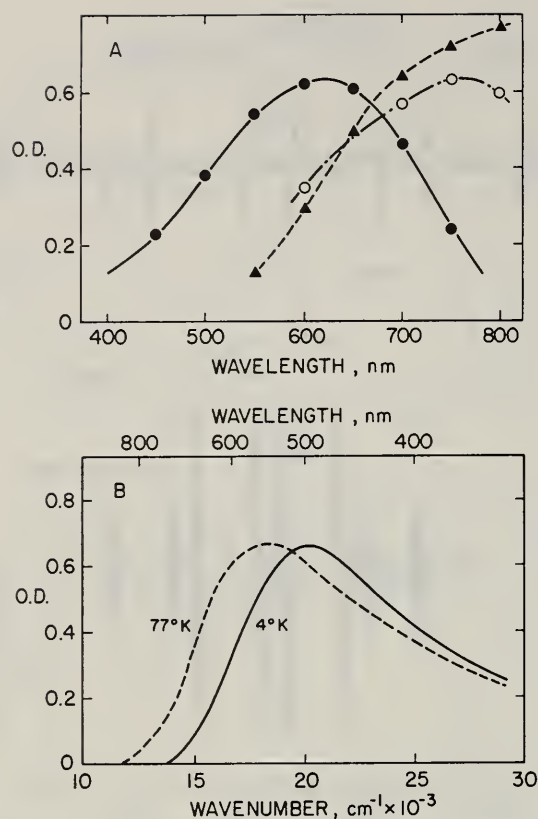 A
0.6
O.D.
0.4
0.2
0
400 500 600 700 800
WAVELENGTH, nm
WAVELENGTH, nm
800 600 500 400
B
0.8
0.6
O.D.
0.4
77°K 4°K
0.2
0
10 15 20 25 30
WAVENUMBER, cm⁻¹×10⁻³